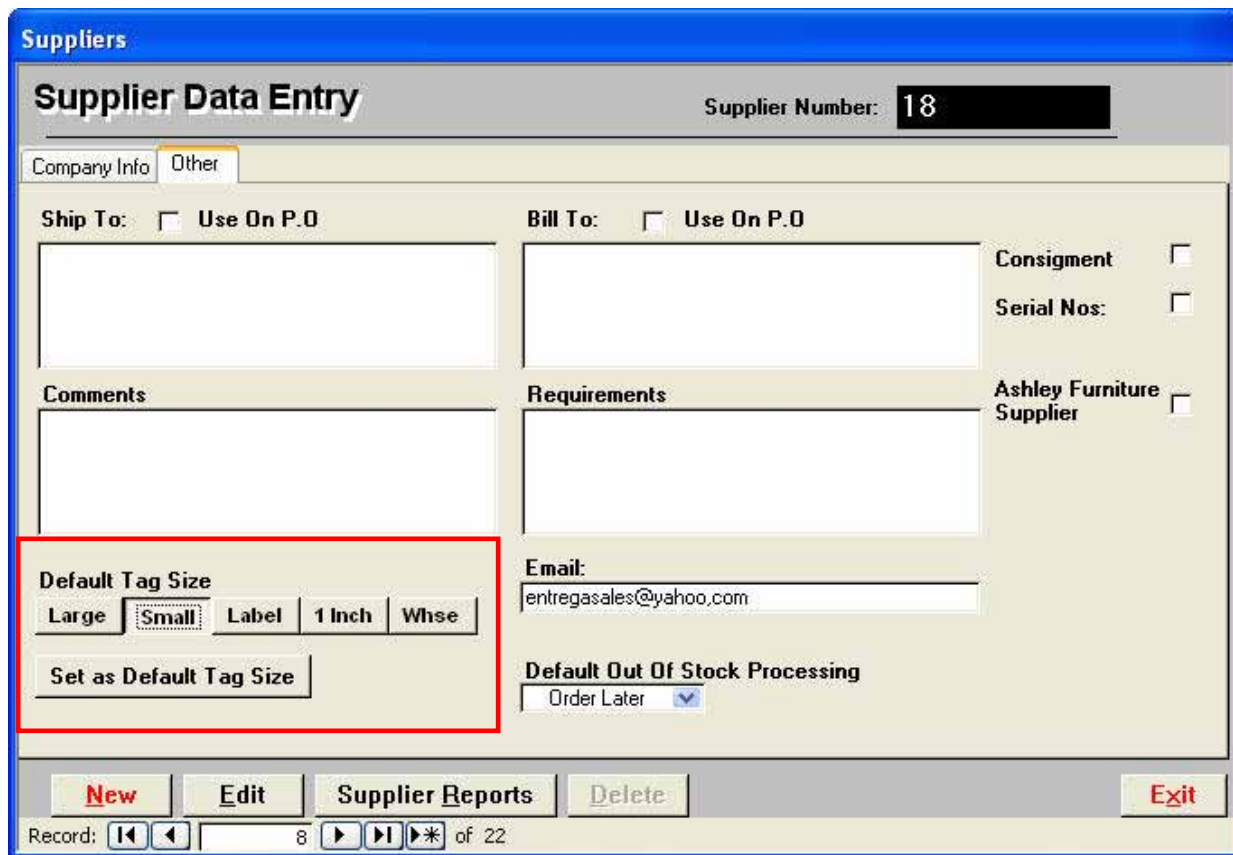 Suppliers
Supplier Data Entry
Supplier Number: 18
Company Info Other
Ship To: Use On P.O Bill To: Use On P.O
Consigment
Serial Nos:
Comments Requirements
Ashley Furniture
Supplier
Default Tag Size
Large Small Label 1 Inch Whse
Set as Default Tag Size
Email:
entregasales@yahoo,com
Default Out Of Stock Processing
Order Later
New Edit Supplier Reports Delete Exit
Record: 8 of 22